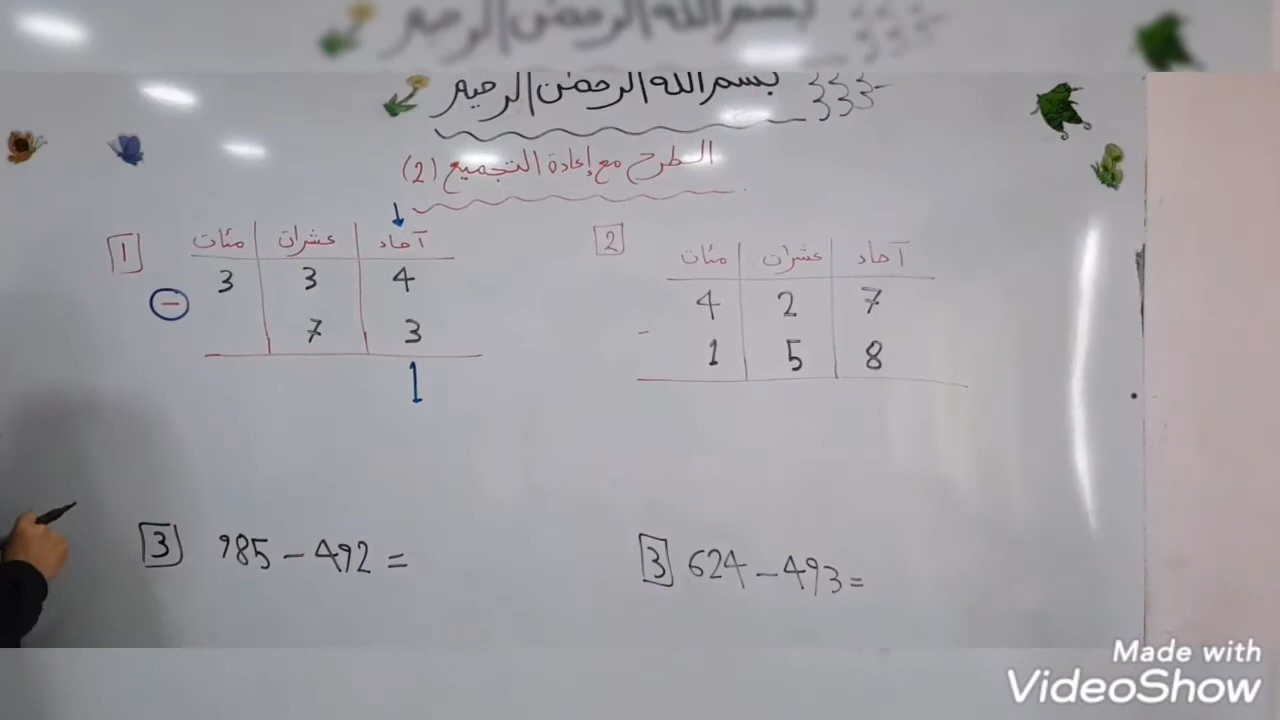 بسم الله الرحمن الرحيم
الطرح مع إعادة التجميع (2)
1
مئات عشرات آحاد
3 3 4
−
7 3
1
2
مئات عشرات آحاد
4 2 7
-
1 5 8
3 985 - 492 =
3 624 - 493 =
Made with
VideoShow